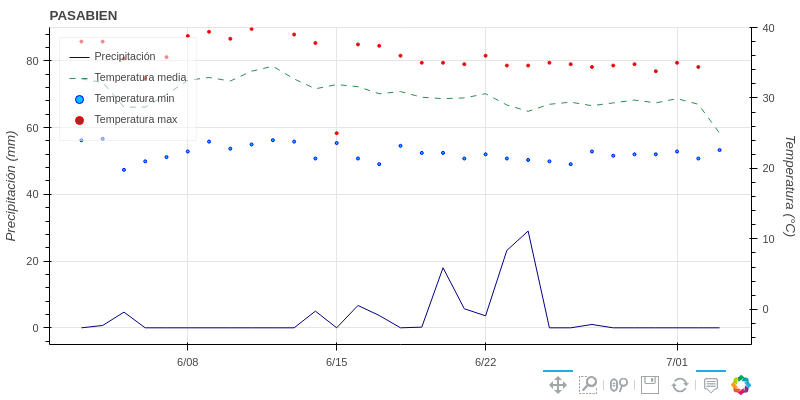 PASABIEN
Precipitación
Temperatura media
Temperatura min
Temperatura max
Precipitación (mm)
80
60
40
20
0
Temperatura (°C)
40
30
20
10
0
6/08
6/15
6/22
7/01